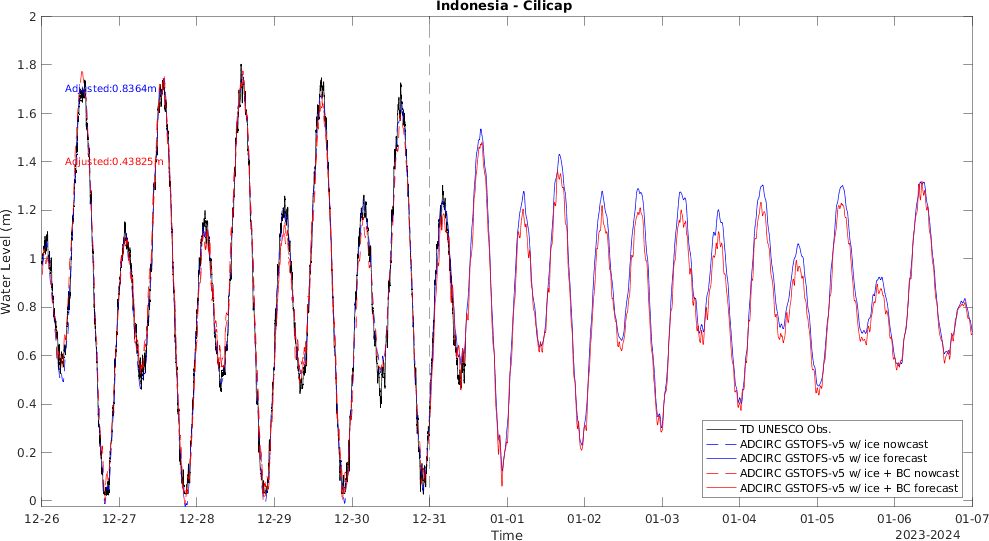 Indonesia - Cilicap
Water Level (m)
2
1.8
1.6
1.4
1.2
1
0.8
0.6
0.4
0.2
0
Adjusted:0.8364m
Adjusted:0.43825m
TD UNESCO Obs.
ADCIRC GSTOFS-v5 w/ ice nowcast
ADCIRC GSTOFS-v5 w/ ice forecast
ADCIRC GSTOFS-v5 w/ ice + BC nowcast
ADCIRC GSTOFS-v5 w/ ice + BC forecast
12-26 12-27 12-28 12-29 12-30 12-31 01-01 01-02 01-03 01-04 01-05 01-06 01-07
Time
2023-2024